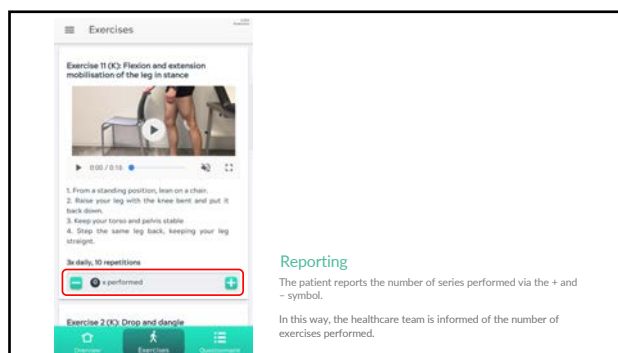 Exercises
Exercise 11 (K): Flexion and extension
mobilisation of the leg in stance
0:00 / 0:16
1. From a standing position, lean on a chair.
2. Raise your leg with the knee bent and put it
back down.
3. Keep your torso and pelvis stable
4. Step the same leg back, keeping your leg
straight.
3x daily, 10 repetitions
0 x performed
Exercise 2 (K): Drop and dangle
Overview Exercises Questionnaire
Reporting
The patient reports the number of series performed via the + and
– symbol.
In this way, the healthcare team is informed of the number of
exercises performed.